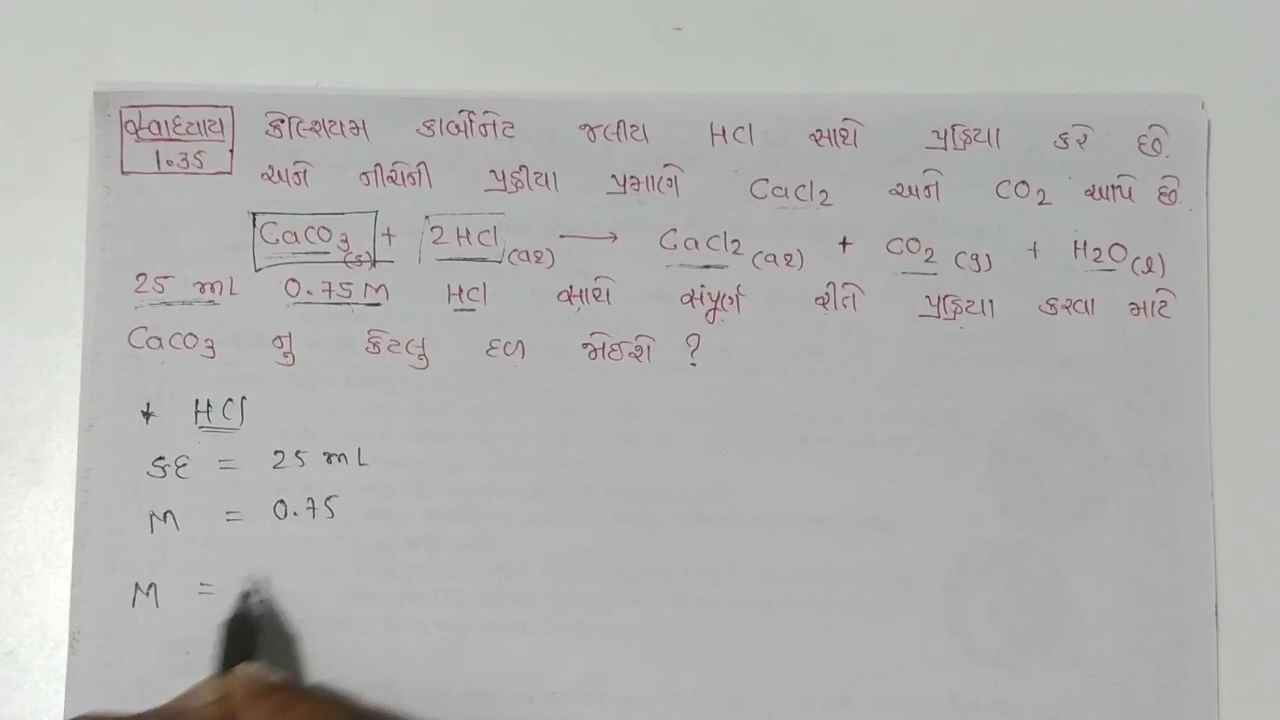 સ્વાધ્યાય
1.35
કેલ્શિયમ કાર્બોનેટ જલીય HCl સાથે પ્રક્રિયા કરે છે.
અને નીચેની પ્રક્રીયા પ્રમાણે CaCl2 અને CO2 આપે છે.
CaCO3(s) + 2HCl(aq) ⟶ CaCl2(aq) + CO2(g) + H2O(l)
25 mL 0.75M HCl સાથે સંપૂર્ણ રીતે પ્રક્રિયા કરવા માટે
CaCO3 નુ કેટલુ દળ જોઇશે ?
* HCl
કદ = 25 mL
M = 0.75
M =